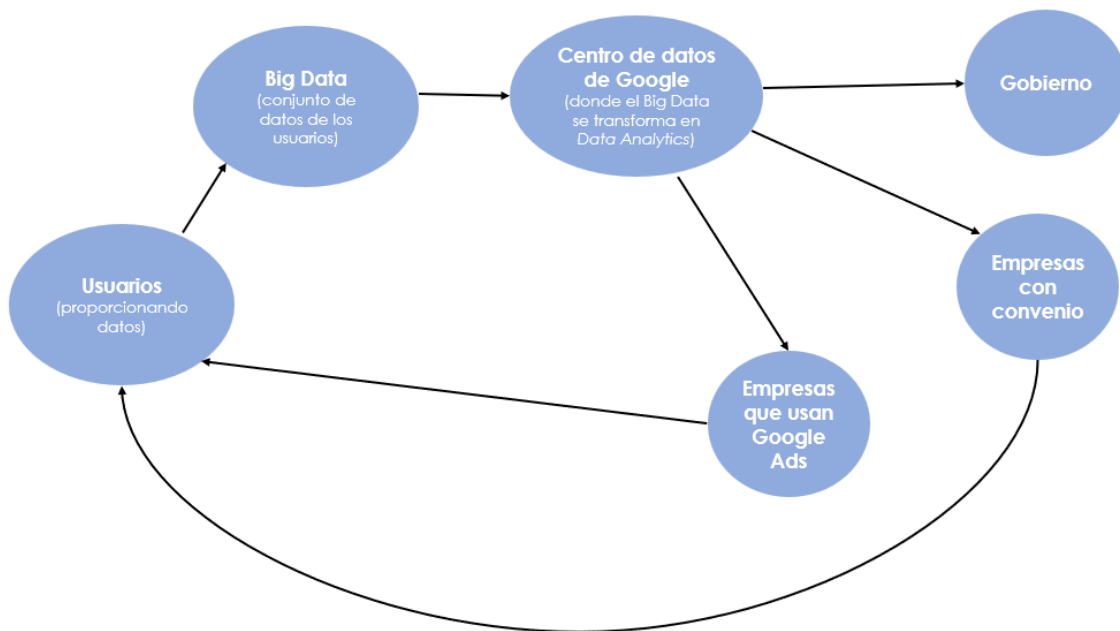 Big Data
(conjunto de
datos de los
usuarios)
Centro de datos
de Google
(donde el Big Data
se transforma en
Data Analytics)
Gobierno
Usuarios
(proporcionando
datos)
Empresas
con
convenio
Empresas
que usan
Google
Ads